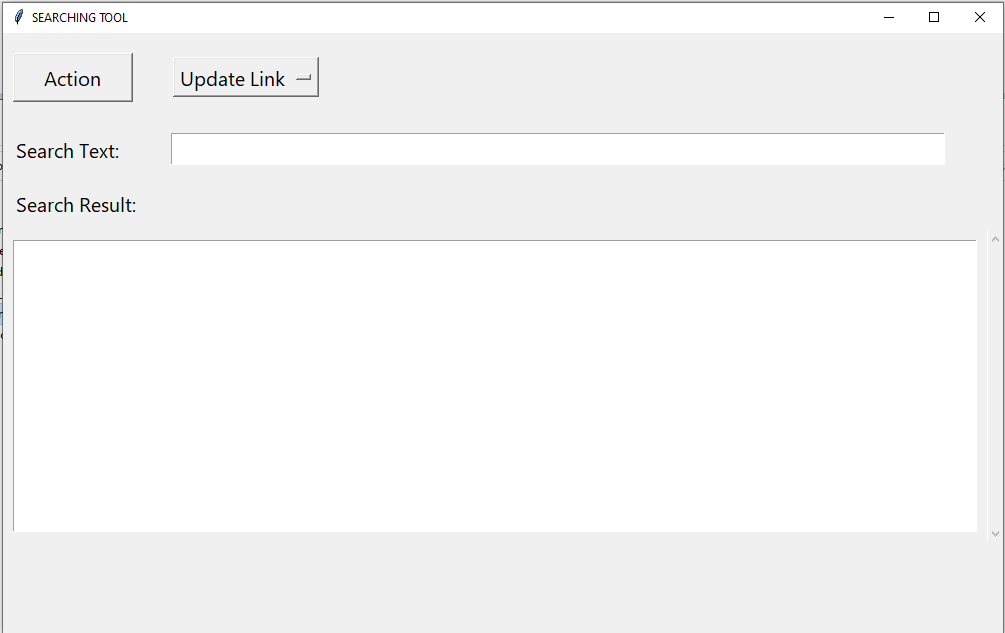 SEARCHING TOOL
Action
Update Link
Search Text:
Search Result: